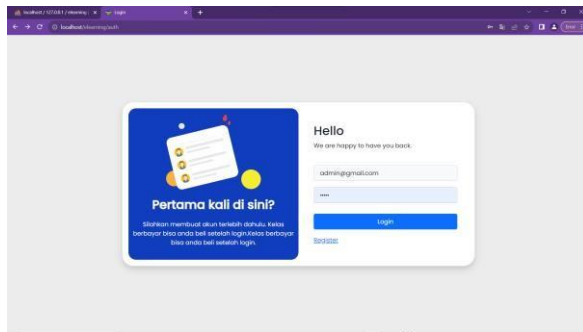 localhost / 127.0.0.1 / elearning |
Login
localhost/elearning/auth
Pertama kali di sini?
Silahkan membuat akun terlebih dahulu. Kelas
berbayar bisa anda beli setelah login.Kelas berbayar
bisa anda beli setelah login.
Hello
We are happy to have you back.
admin@gmail.com
•••••
Login
Register